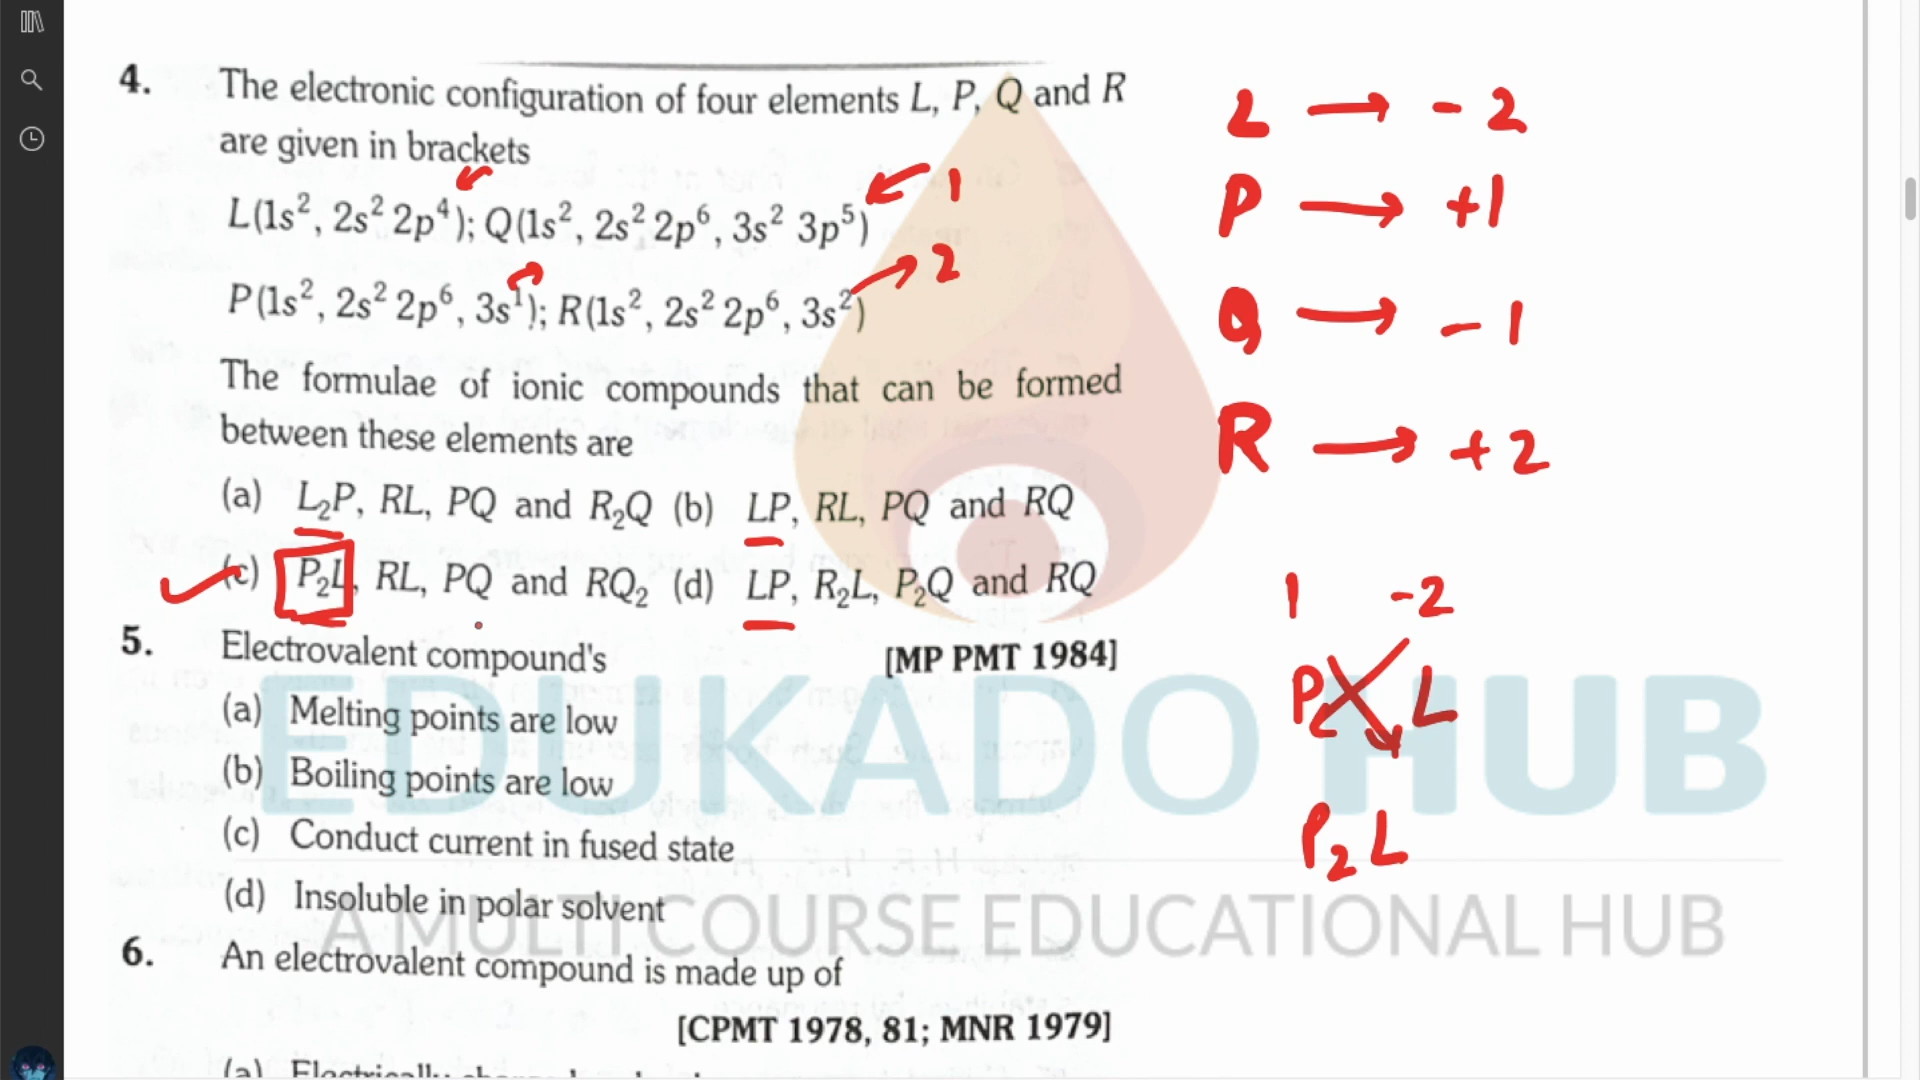 4. The electronic configuration of four elements L, P, Q and R
are given in brackets
L(1s², 2s² 2p⁴); Q(1s², 2s² 2p⁶, 3s² 3p⁵)
1
P(1s², 2s² 2p⁶, 3s¹); R(1s², 2s² 2p⁶, 3s²)
2
The formulae of ionic compounds that can be formed
between these elements are
(a) L₂P, RL, PQ and R₂Q (b) LP, RL, PQ and RQ
(c) P₂L, RL, PQ and RQ₂ (d) LP, R₂L, P₂Q and RQ
5. Electrovalent compound's [MP PMT 1984]
(a) Melting points are low
(b) Boiling points are low
(c) Conduct current in fused state
(d) Insoluble in polar solvent
6. An electrovalent compound is made up of
[CPMT 1978, 81; MNR 1979]
(a) Electrically charged
L → - 2
P → +1
Q → - 1
R → + 2
1 -2
P L
P₂L
EDUKADO HUB
A MULTI COURSE EDUCATIONAL HUB